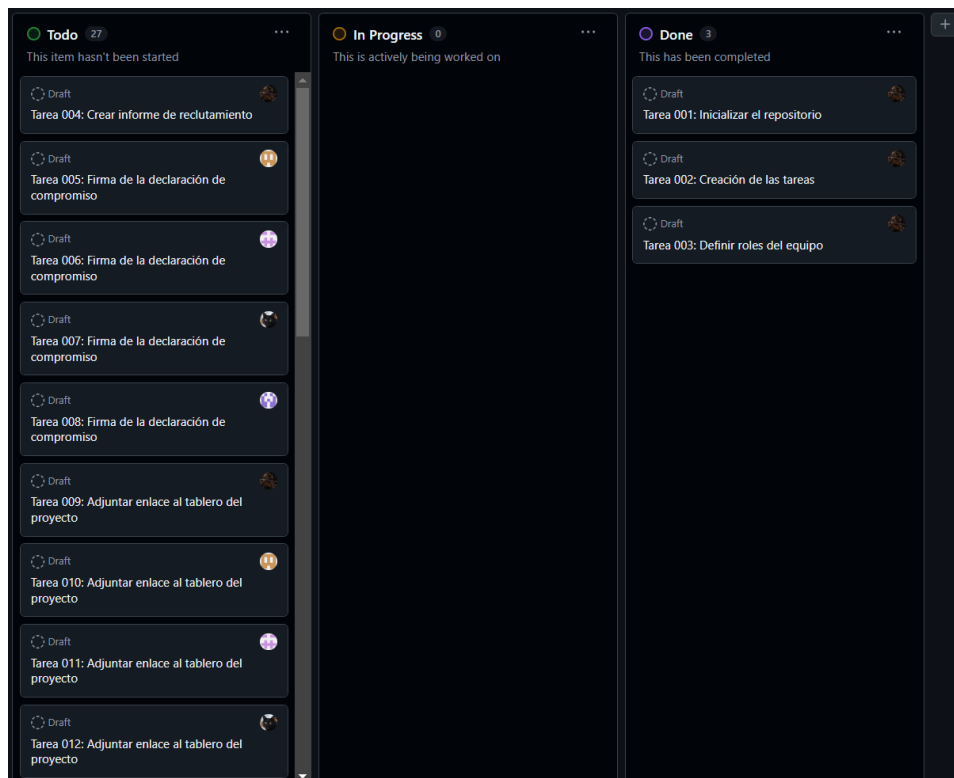 Todo 27
This item hasn't been started
Draft
Tarea 004: Crear informe de reclutamiento
Draft
Tarea 005: Firma de la declaración de
compromiso
Draft
Tarea 006: Firma de la declaración de
compromiso
Draft
Tarea 007: Firma de la declaración de
compromiso
Draft
Tarea 008: Firma de la declaración de
compromiso
Draft
Tarea 009: Adjuntar enlace al tablero del
proyecto
Draft
Tarea 010: Adjuntar enlace al tablero del
proyecto
Draft
Tarea 011: Adjuntar enlace al tablero del
proyecto
Draft
Tarea 012: Adjuntar enlace al tablero del
proyecto
In Progress 0
This is actively being worked on
Done 3
This has been completed
Draft
Tarea 001: Inicializar el repositorio
Draft
Tarea 002: Creación de las tareas
Draft
Tarea 003: Definir roles del equipo